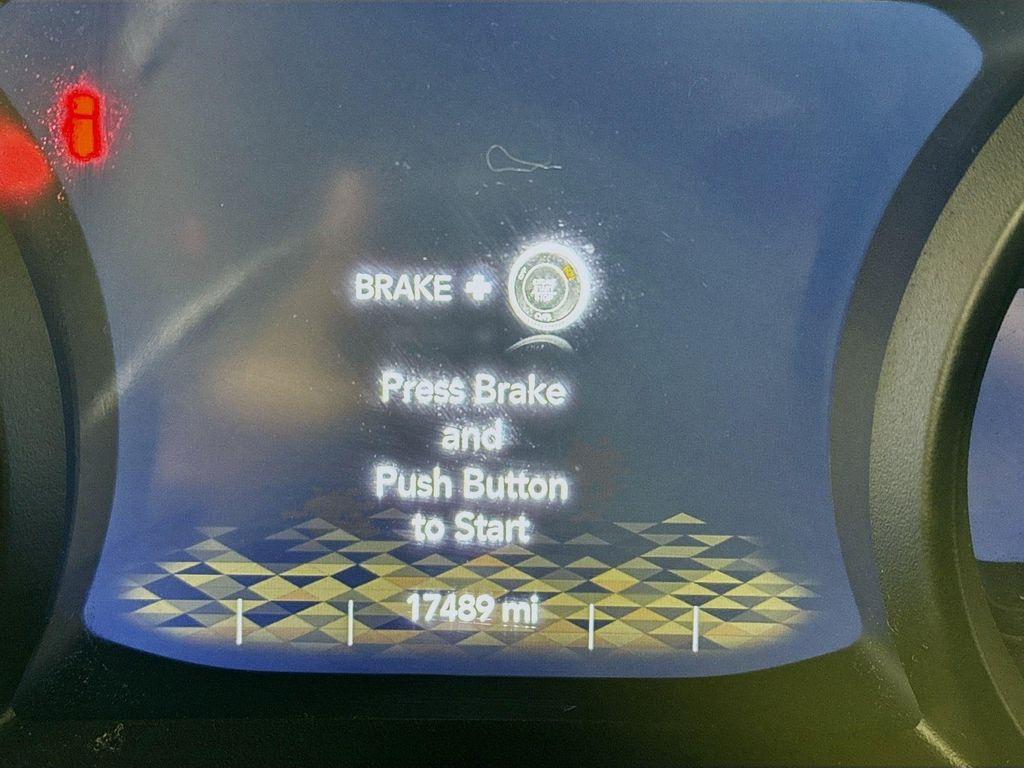 BRAKE +
Press Brake
and
Push Button
to Start
17489 mi